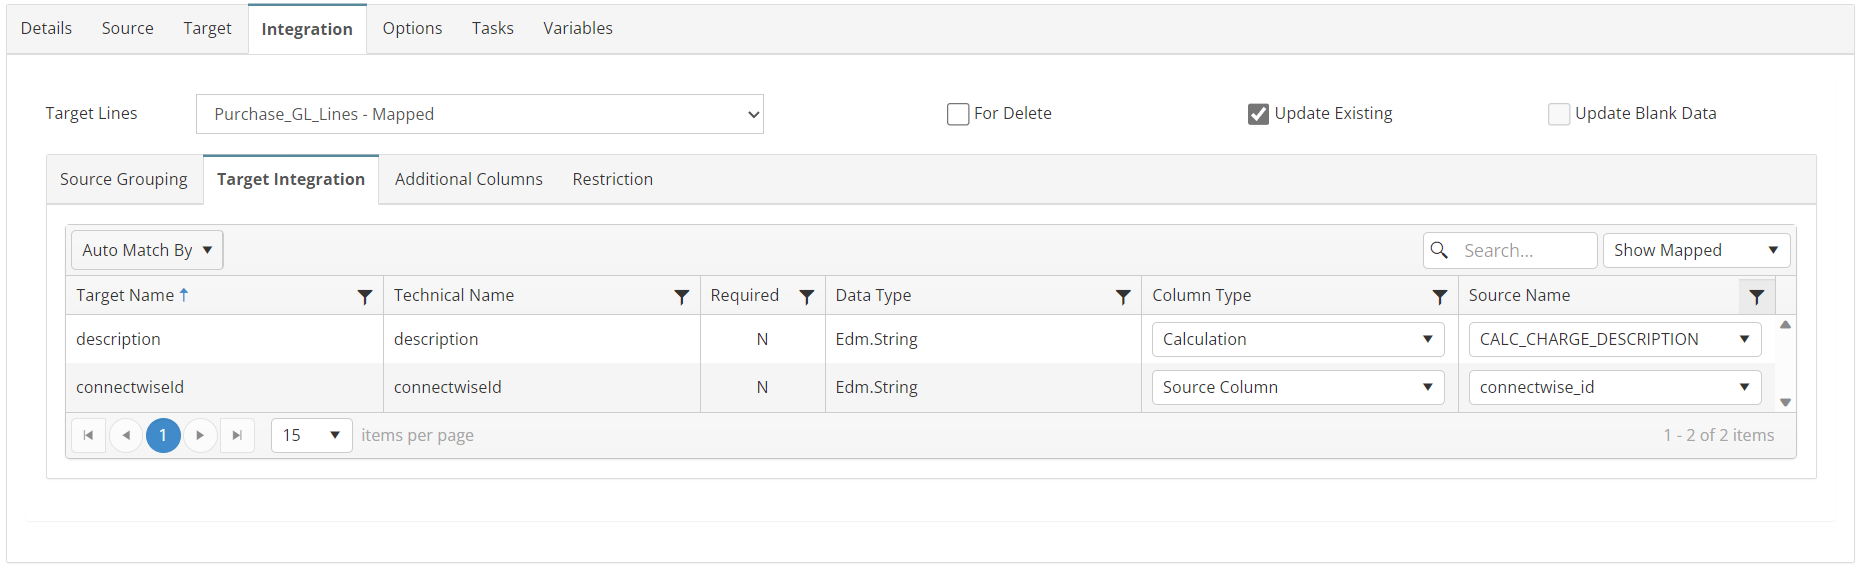 Details Source Target Integration Options Tasks Variables
Target Lines Purchase_GL_Lines - Mapped For Delete Update Existing Update Blank Data
Source Grouping Target Integration Additional Columns Restriction
Auto Match By Search... Show Mapped
Target Name Technical Name Required Data Type Column Type Source Name
description description N Edm.String Calculation CALC_CHARGE_DESCRIPTION
connectwiseId connectwiseId N Edm.String Source Column connectwise_id
1 15 items per page 1 - 2 of 2 items